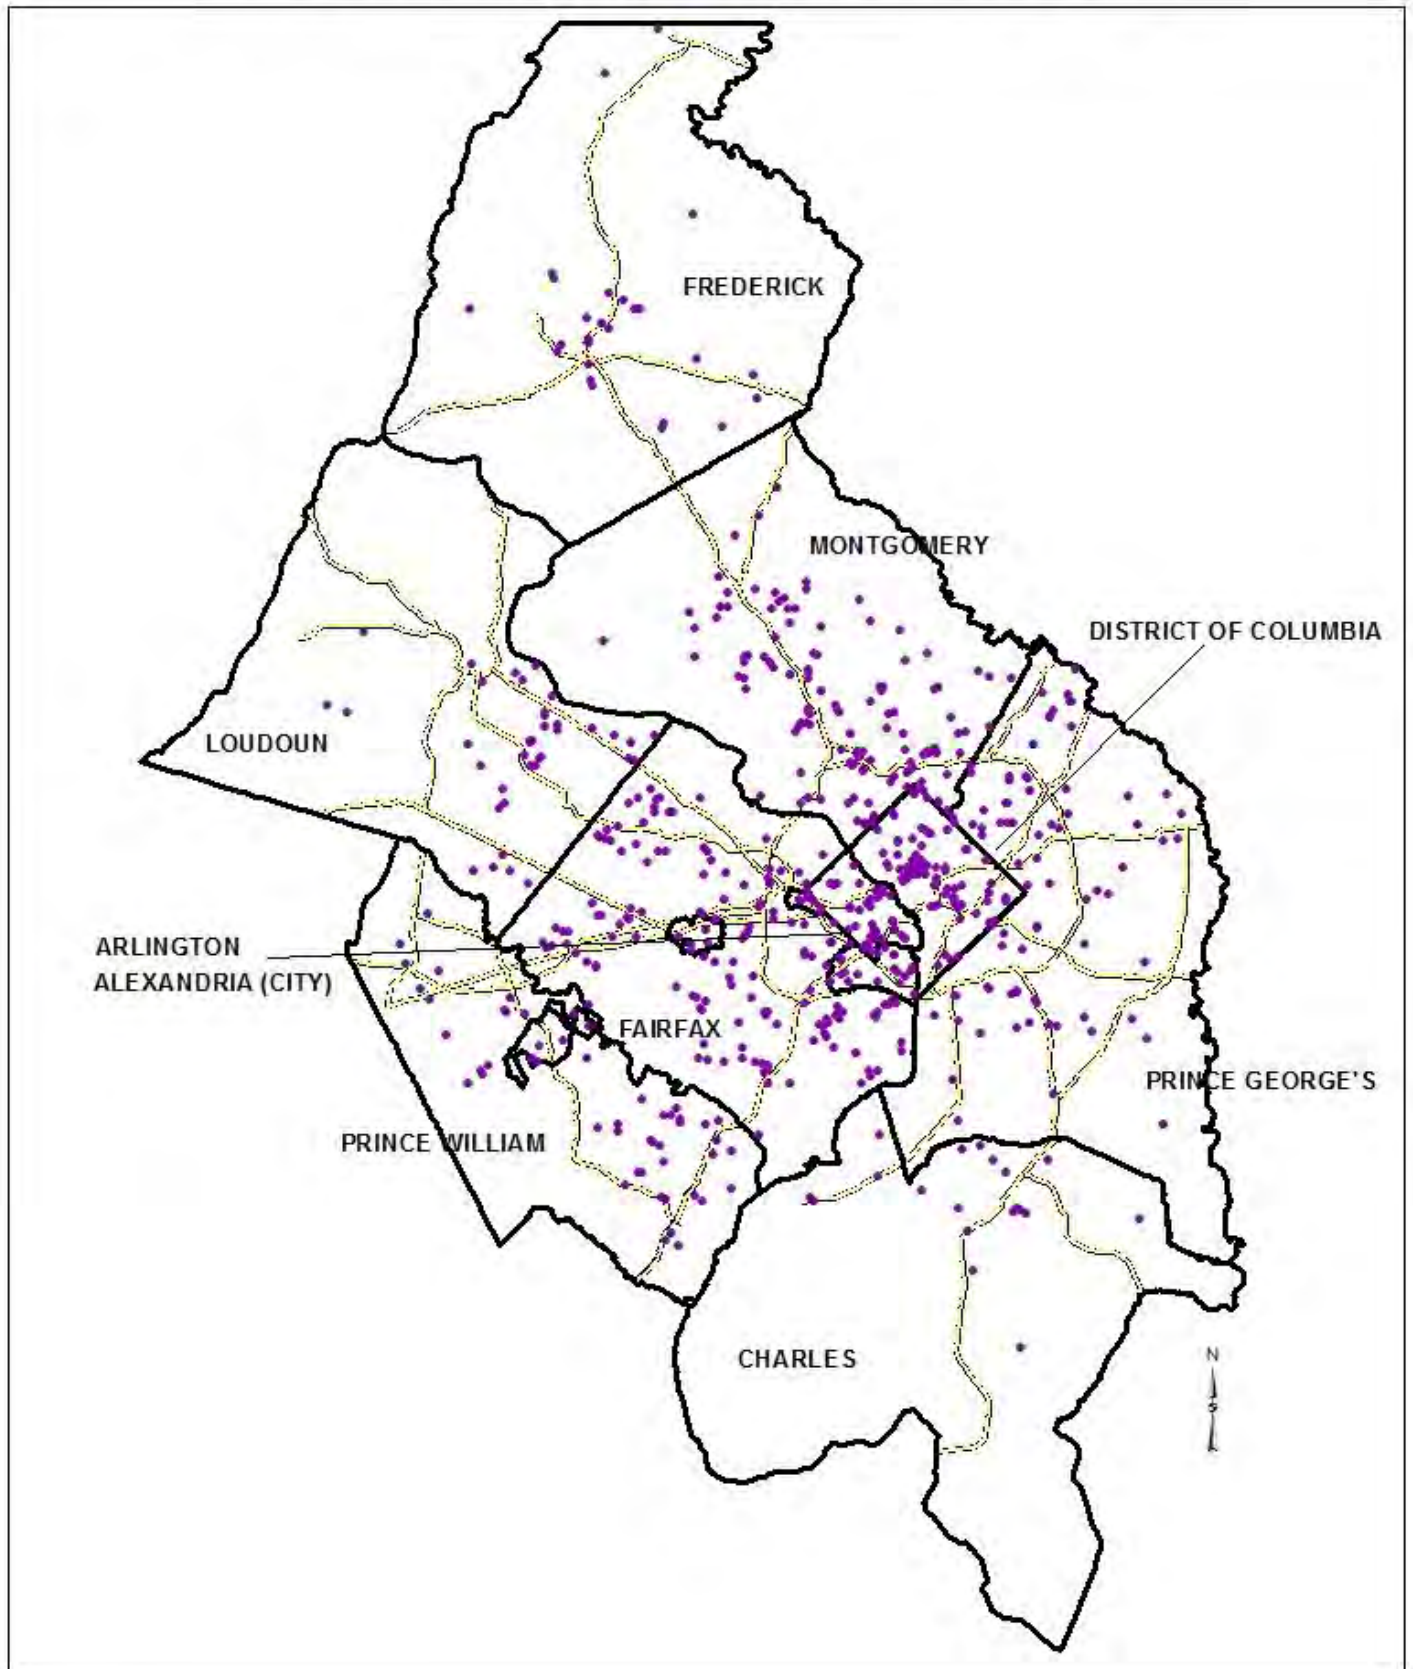 FREDERICK
MONTGOMERY
DISTRICT OF COLUMBIA
LOUDOUN
ARLINGTON
ALEXANDRIA (CITY)
FAIRFAX
PRINCE GEORGE'S
PRINCE WILLIAM
CHARLES
N